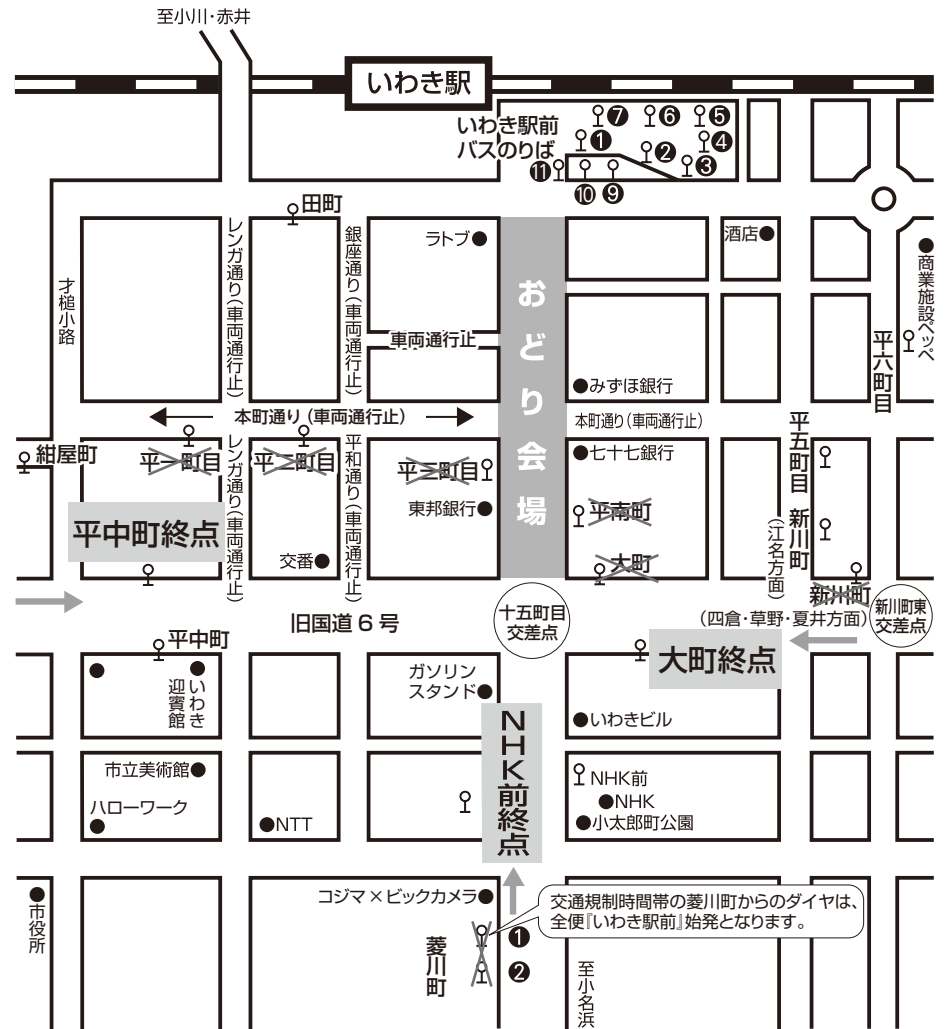 至小川・赤井
いわき駅
いわき駅前
バスのりば
❼
❻
❺
❶
❷
❹
❸
⓫
❿
❾
田町
ラトブ
酒店
レンガ通り(車両通行止)
銀座通り(車両通行止)
才槌小路
車両通行止
おどり会場
商業施設ペッペ
平六町目
みずほ銀行
本町通り(車両通行止)
本町通り(車両通行止)
紺屋町
平一町目
平二町目
平三町目
七十七銀行
平五町目
新川町
(江名方面)
レンガ通り(車両通行止)
平和通り(車両通行止)
東邦銀行
平南町
平中町終点
交番
大町
新川町
(四倉・草野・夏井方面)
新川町東
交差点
旧国道6号
十五町目
交差点
平中町
大町終点
いわき
迎賓館
ガソリン
スタンド
いわきビル
NHK前終点
市立美術館
ハローワーク
NTT
NHK前
NHK
小太郎町公園
コジマ×ビックカメラ
交通規制時間帯の菱川町からのダイヤは、
全便『いわき駅前』始発となります。
市役所
菱川町
❶
❷
至小名浜